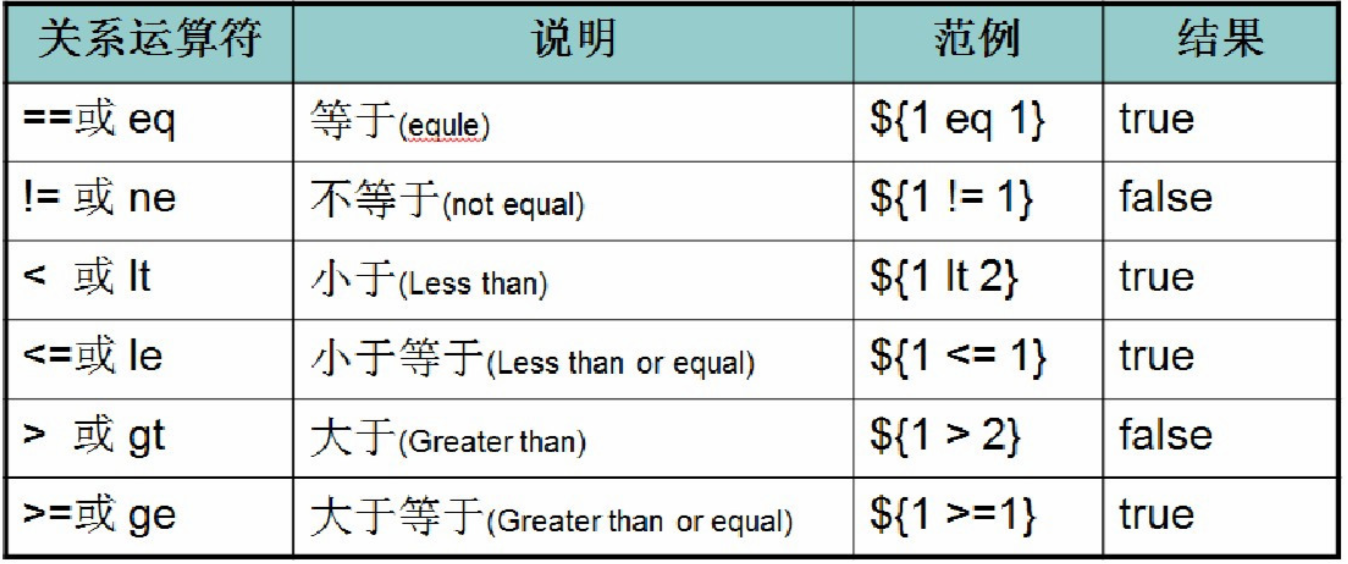 关系运算符 说明 范例 结果
==或 eq 等于(equle) ${1 eq 1} true
!= 或 ne 不等于(not equal) ${1 != 1} false
< 或 lt 小于(Less than) ${1 lt 2} true
<=或 le 小于等于(Less than or equal) ${1 <= 1} true
> 或 gt 大于(Greater than) ${1 > 2} false
>=或 ge 大于等于(Greater than or equal) ${1 >=1} true